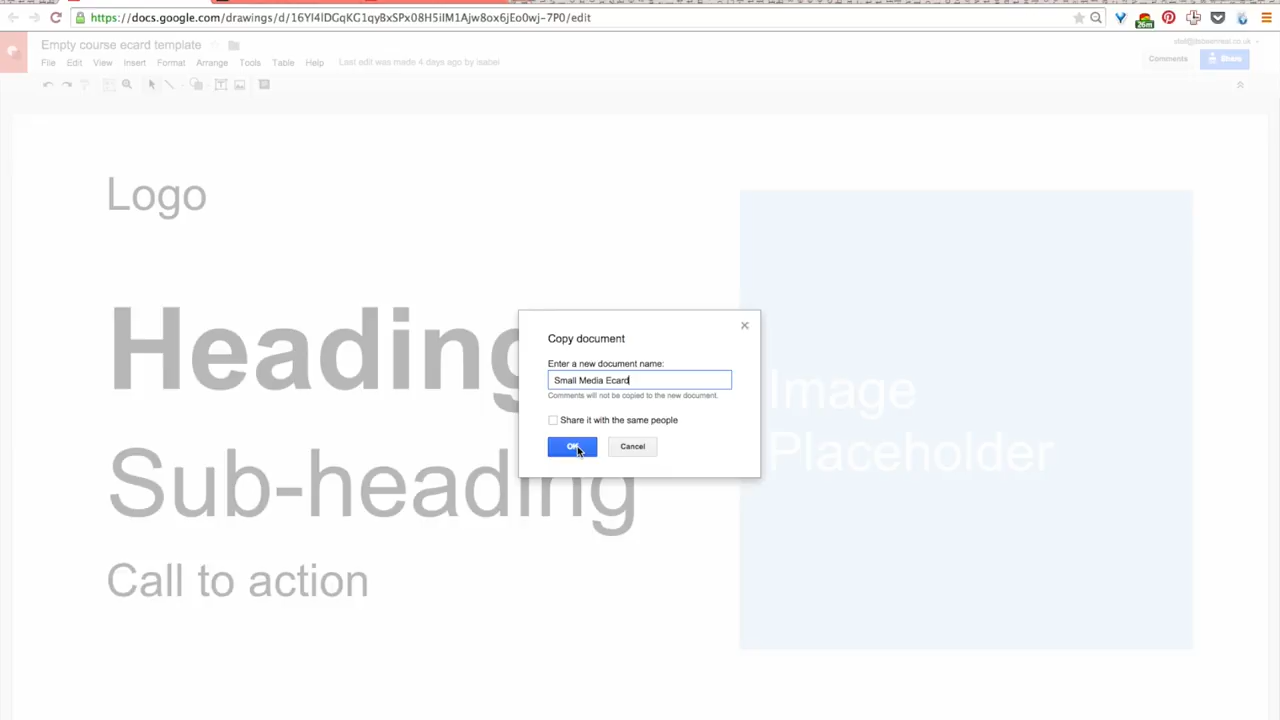 https://docs.google.com/drawings/d/16Yl4lDGqKG1qyBxSPx08H5iIM1Ajw8ox6jEo0wj-7P0/edit
26m
Empty course ecard template
File Edit View Insert Format Arrange Tools Table Help Last edit was made 4 days ago by isabel
Comments Share
Logo
Heading
Sub-heading
Call to action
Image
Placeholder
Copy document
Enter a new document name:
Small Media Ecard
Comments will not be copied to the new document.
Share it with the same people
OK Cancel